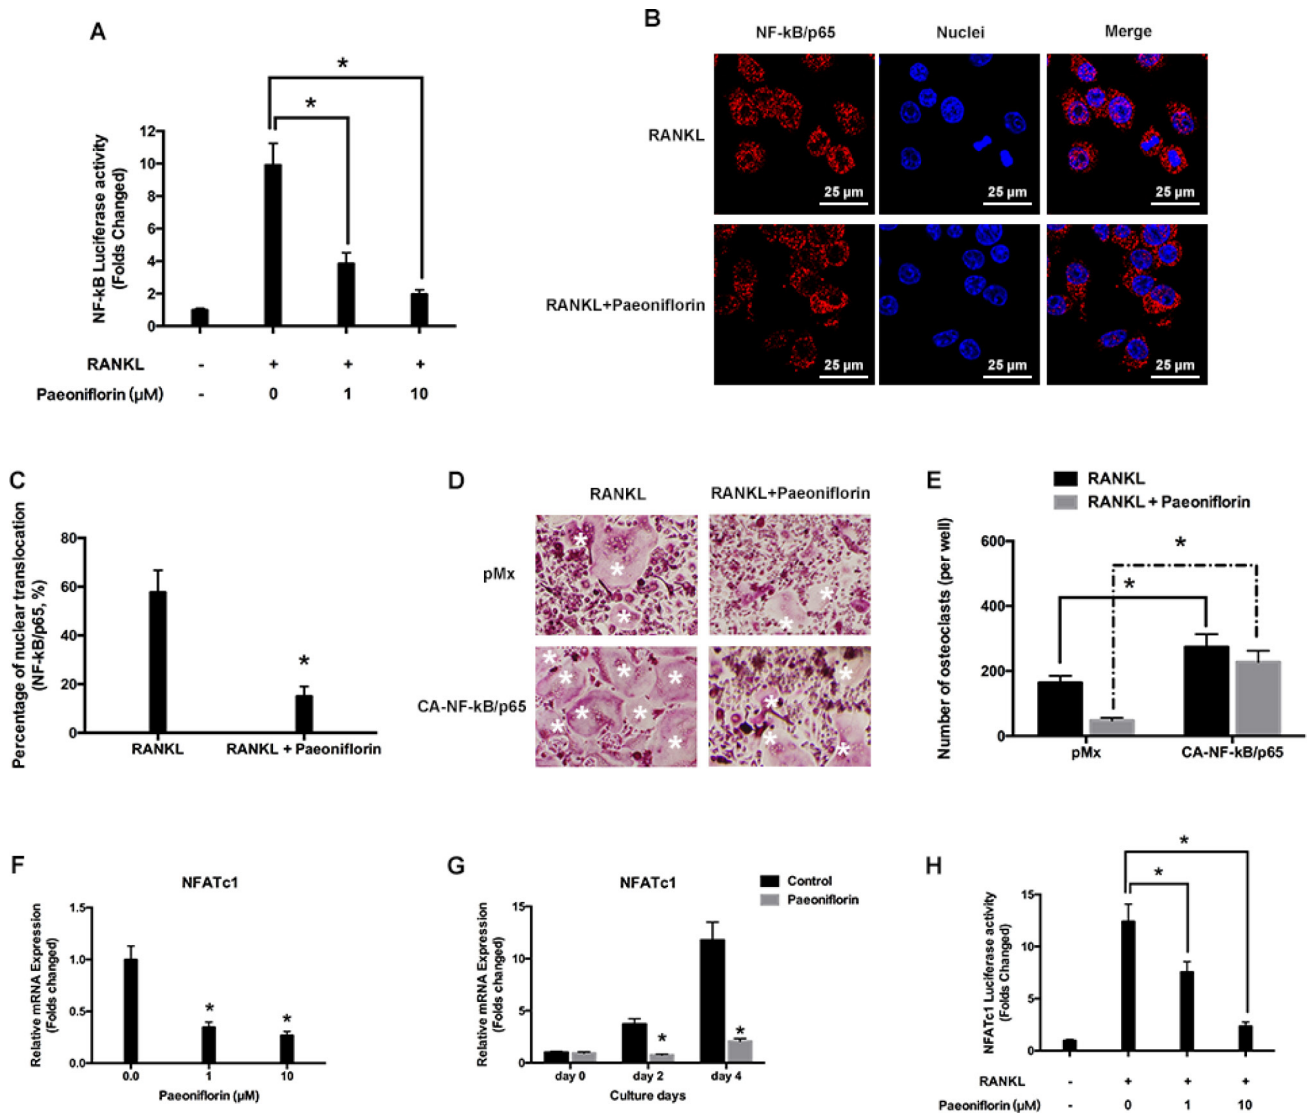 A
NF-kB Luciferase activity
(Folds Changed)
12
10
8
6
4
2
0
*
*
RANKL - + + +
Paeoniflorin (μM) - 0 1 10
B
NF-kB/p65 Nuclei Merge
RANKL
25 μm 25 μm 25 μm
RANKL+Paeoniflorin
25 μm 25 μm 25 μm
C
Percentage of nuclear translocation
(NF-kB/p65, %)
80
60
40
20
0
*
RANKL RANKL + Paeoniflorin
D
RANKL RANKL+Paeoniflorin
pMx
* * * * *
CA-NF-kB/p65
* * * * * * * * * * *
E
RANKL
RANKL + Paeoniflorin
Number of osteoclasts (per well)
600
400
200
0
*
*
pMx CA-NF-kB/p65
F
NFATc1
Relative mRNA Expression
(Folds changed)
1.5
1.0
0.5
0.0
* *
0.0 1 10
Paeoniflorin (μM)
G
NFATc1
Control
Paeoniflorin
Relative mRNA Expression
(Folds changed)
15
10
5
0
* *
day 0 day 2 day 4
Culture days
H
NFATc1 Luciferase activity
(Folds Changed)
15
10
5
0
*
*
RANKL - + + +
Paeoniflorin (μM) - 0 1 10